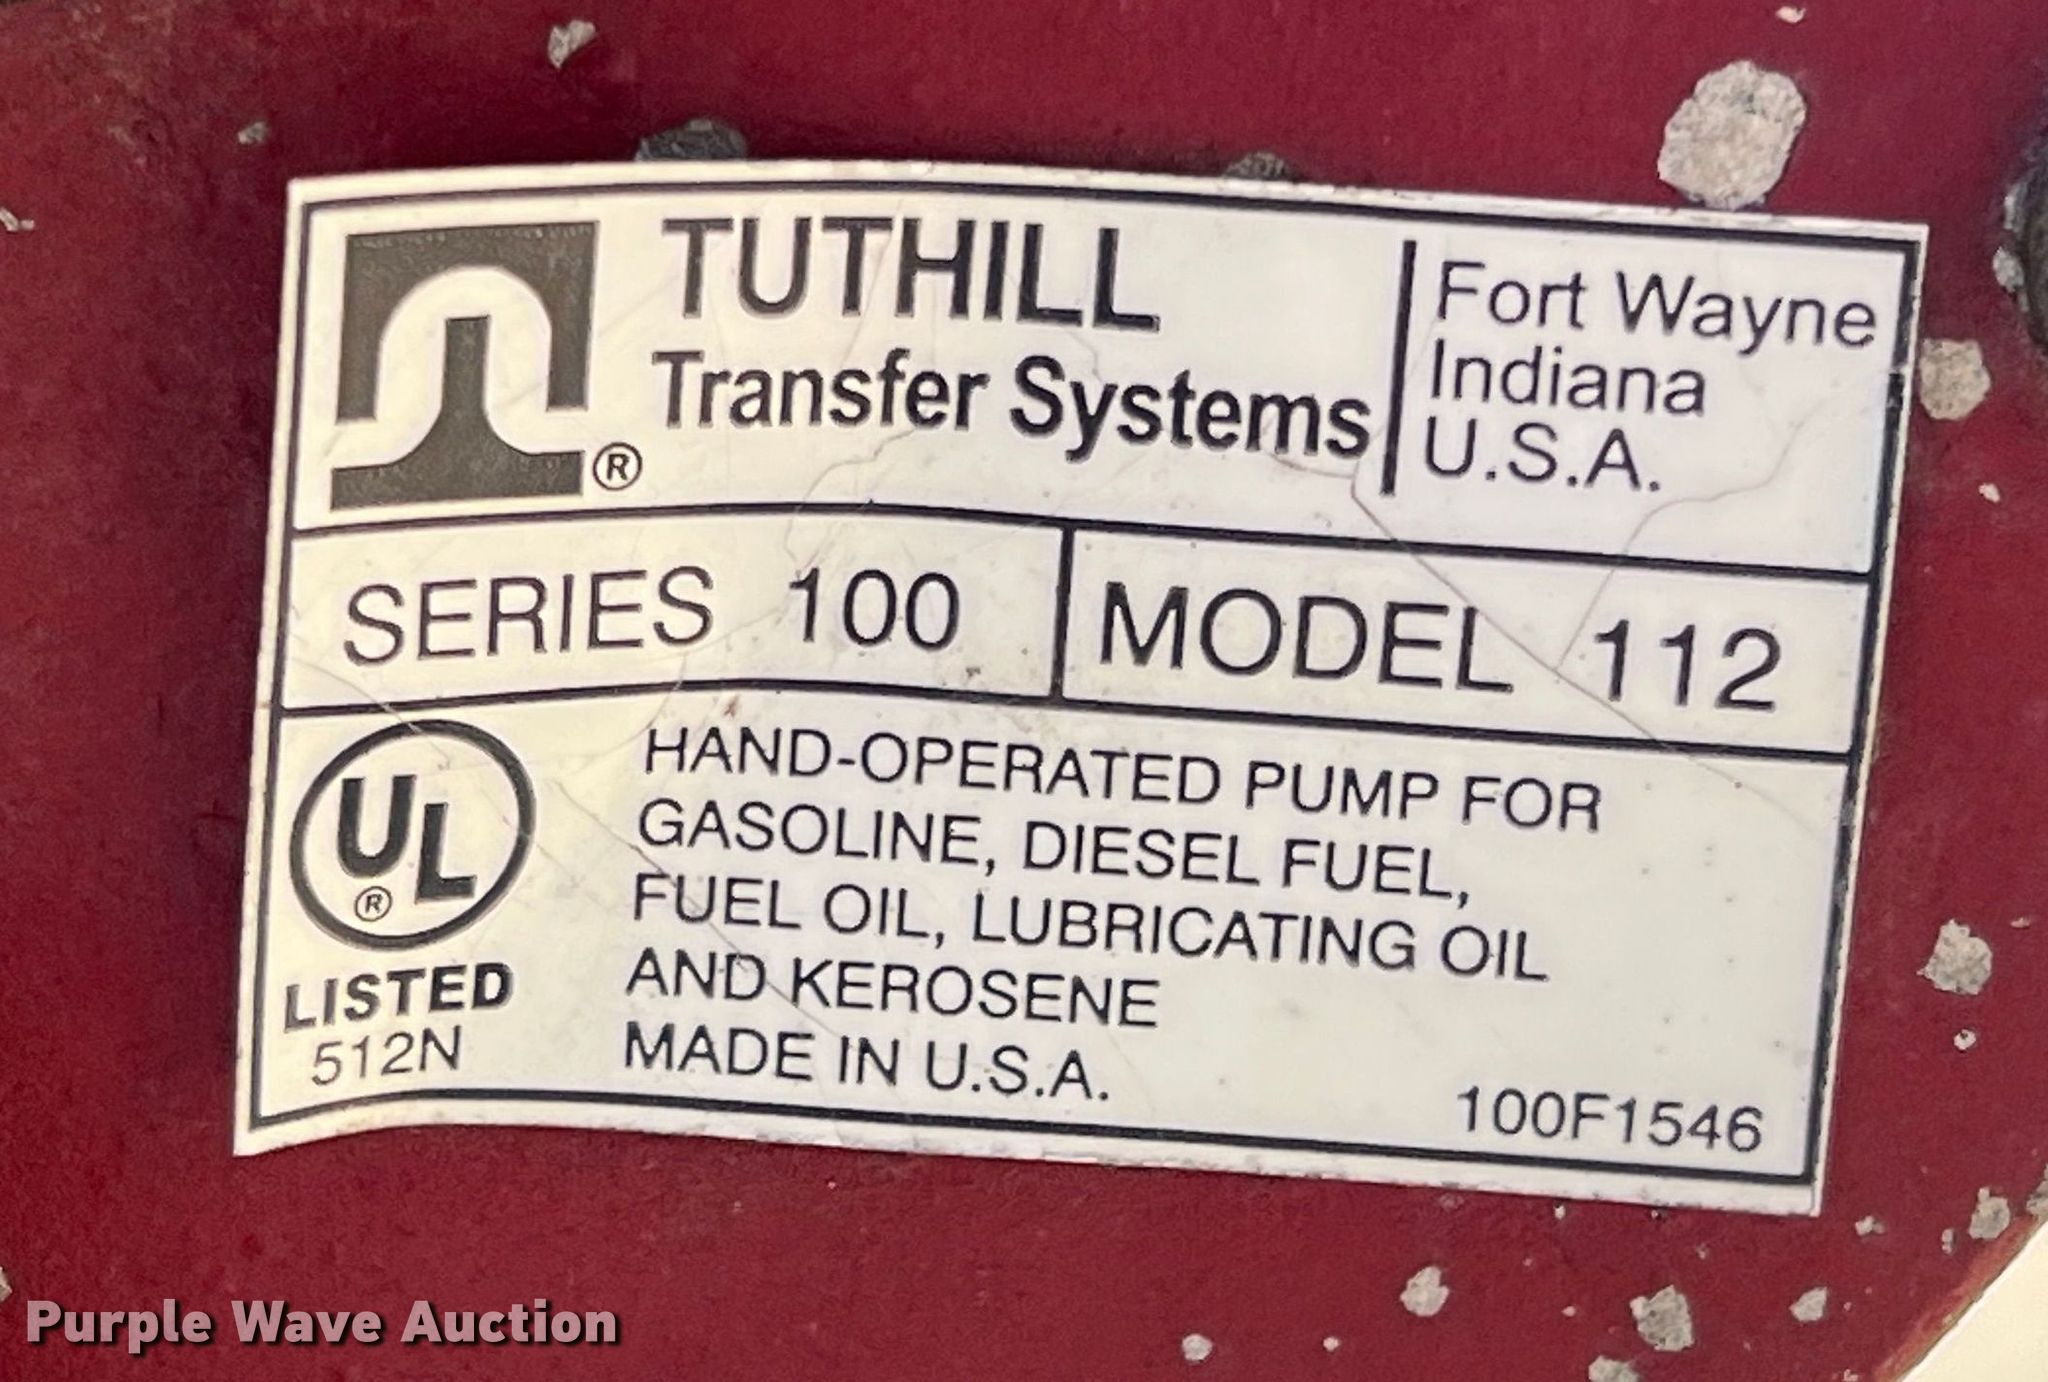 TUTHILL
Transfer Systems
Fort Wayne
Indiana
U.S.A.
®
SERIES 100
MODEL 112
UL
®
LISTED
512N
HAND-OPERATED PUMP FOR
GASOLINE, DIESEL FUEL,
FUEL OIL, LUBRICATING OIL
AND KEROSENE
MADE IN U.S.A.
100F1546
Purple Wave Auction